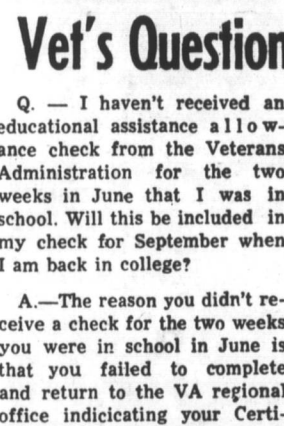 Vet's Question
Q. — I haven't received an
educational assistance allow-
ance check from the Veterans
Administration for the two
weeks in June that I was in
school. Will this be included in
my check for September when
I am back in college?
A.—The reason you didn't re-
ceive a check for the two weeks
you were in school in June is
that you failed to complete
and return to the VA regional
office indicicating your Certi-